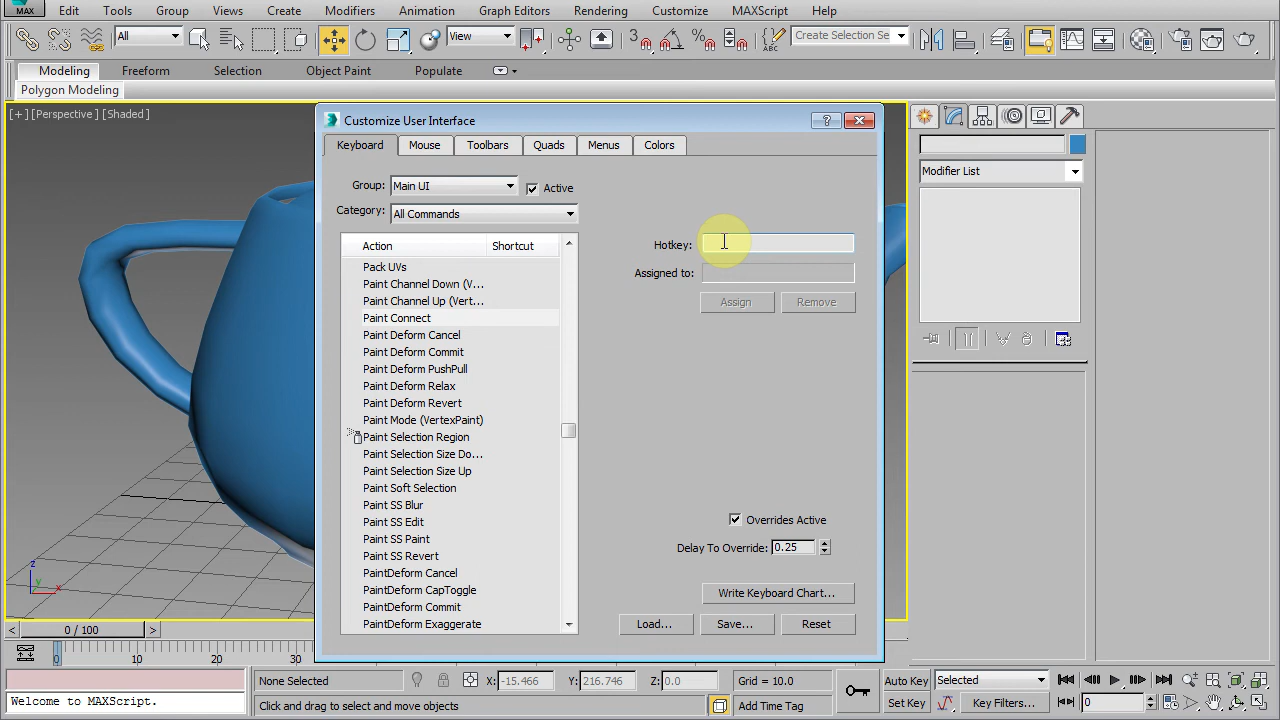 MAX Edit Tools Group Views Create Modifiers Animation Graph Editors Rendering Customize MAXScript Help
All View 3 Create Selection Se
Modeling Freeform Selection Object Paint Populate
Polygon Modeling
[+] [Perspective] [Shaded]
Customize User Interface
Keyboard Mouse Toolbars Quads Menus Colors
Group: Main UI Active
Category: All Commands
Action Shortcut
Pack UVs
Paint Channel Down (V...
Paint Channel Up (Vert...
Paint Connect
Paint Deform Cancel
Paint Deform Commit
Paint Deform PushPull
Paint Deform Relax
Paint Deform Revert
Paint Mode (VertexPaint)
Paint Selection Region
Paint Selection Size Do...
Paint Selection Size Up
Paint Soft Selection
Paint SS Blur
Paint SS Edit
Paint SS Paint
Paint SS Revert
PaintDeform Cancel
PaintDeform CapToggle
PaintDeform Commit
PaintDeform Exaggerate
Hotkey:
Assigned to:
Assign Remove
Overrides Active
Delay To Override: 0.25
Write Keyboard Chart...
Load... Save... Reset
Modifier List
z
y
x
< 0 / 100 >
0 10 20 30
None Selected X: -15.466 Y: 216.746 Z: 0.0 Grid = 10.0 Auto Key Selected
Welcome to MAXScript. Click and drag to select and move objects Add Time Tag Set Key Key Filters... 0